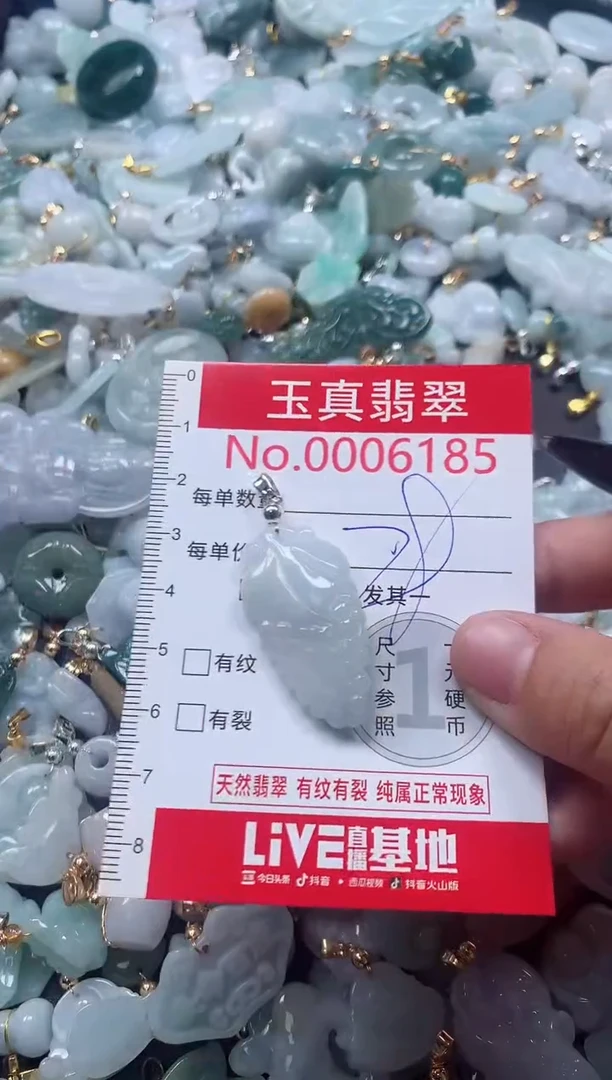 0
玉真翡翠
1
No.0006185
2
每单数
3
每单价
4
发其一
5
□有纹
尺寸参照
1
一元硬币
6
□有裂
7
天然翡翠 有纹有裂 纯属正常现象
8
LiVE直播基地
今日头条 抖音 西瓜视频 抖音火山版